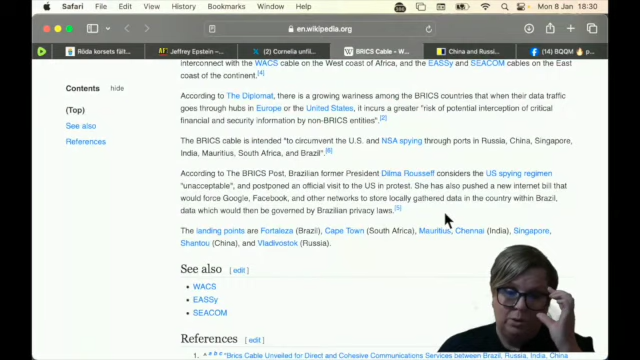 Safari File Edit View History Bookmarks Window Help Mon 8 Jan 18:30
en.wikipedia.org
Röda korsets fält... Jeffrey Epstein - ... Cornelia unfil... BRICS Cable – W... China and Russi... (4) BQQM
interconnect with the WACS cable on the West coast of Africa, and the EASSy and SEACOM cables on the East
coast of the continent.[4]
Contents hide
(Top)
See also
References
According to The Diplomat, there is a growing wariness among the BRICS countries that when their data traffic
goes through hubs in Europe or the United States, it incurs a greater "risk of potential interception of critical
financial and security information by non-BRICS entities".[2]
The BRICS cable is intended "to circumvent the U.S. and NSA spying through ports in Russia, China, Singapore,
India, Mauritius, South Africa, and Brazil".[6]
According to The BRICS Post, Brazilian former President Dilma Rousseff considers the US spying regimen
"unacceptable", and postponed an official visit to the US in protest. She has also pushed a new internet bill that
would force Google, Facebook, and other networks to store locally gathered data in the country within Brazil,
data which would then be governed by Brazilian privacy laws.[5]
The landing points are Fortaleza (Brazil), Cape Town (South Africa), Mauritius, Chennai (India), Singapore,
Shantou (China), and Vladivostok (Russia).
See also [edit]
• WACS
• EASSy
• SEACOM
References [edit]
1. ^ a b c "Brics Cable Unveiled for Direct and Cohesive Communications Services between Brazil, Russia, India, China